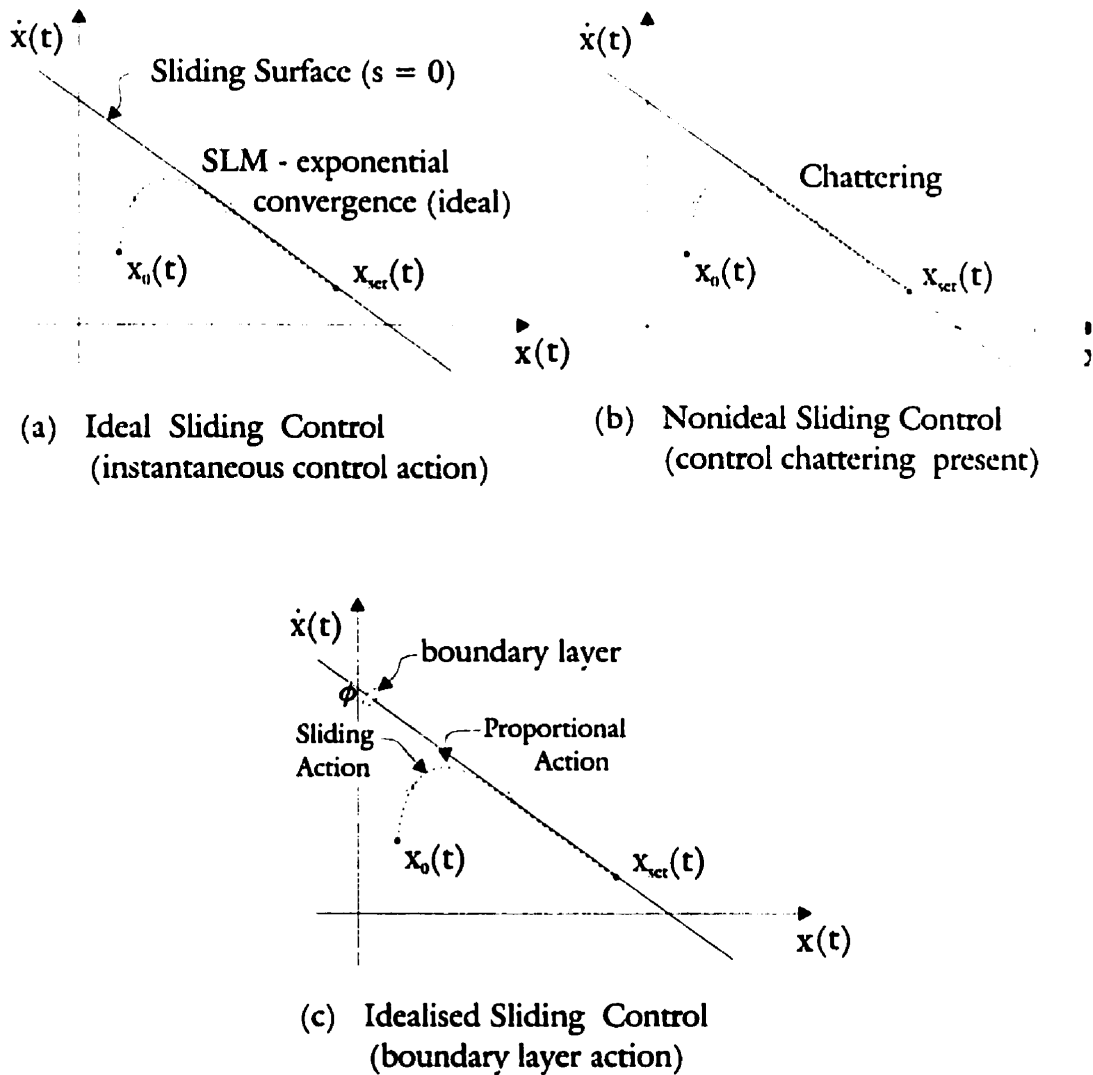 ẋ(t)
Sliding Surface (s = 0)
SLM - exponential
convergence (ideal)
x₀(t)
x_set(t)
x(t)
(a) Ideal Sliding Control
(instantaneous control action)
ẋ(t)
Chattering
x₀(t)
x_set(t)
(b) Nonideal Sliding Control
(control chattering present)
ẋ(t)
boundary layer
ϕ
Sliding
Action
Proportional
Action
x₀(t)
x_set(t)
x(t)
(c) Idealised Sliding Control
(boundary layer action)